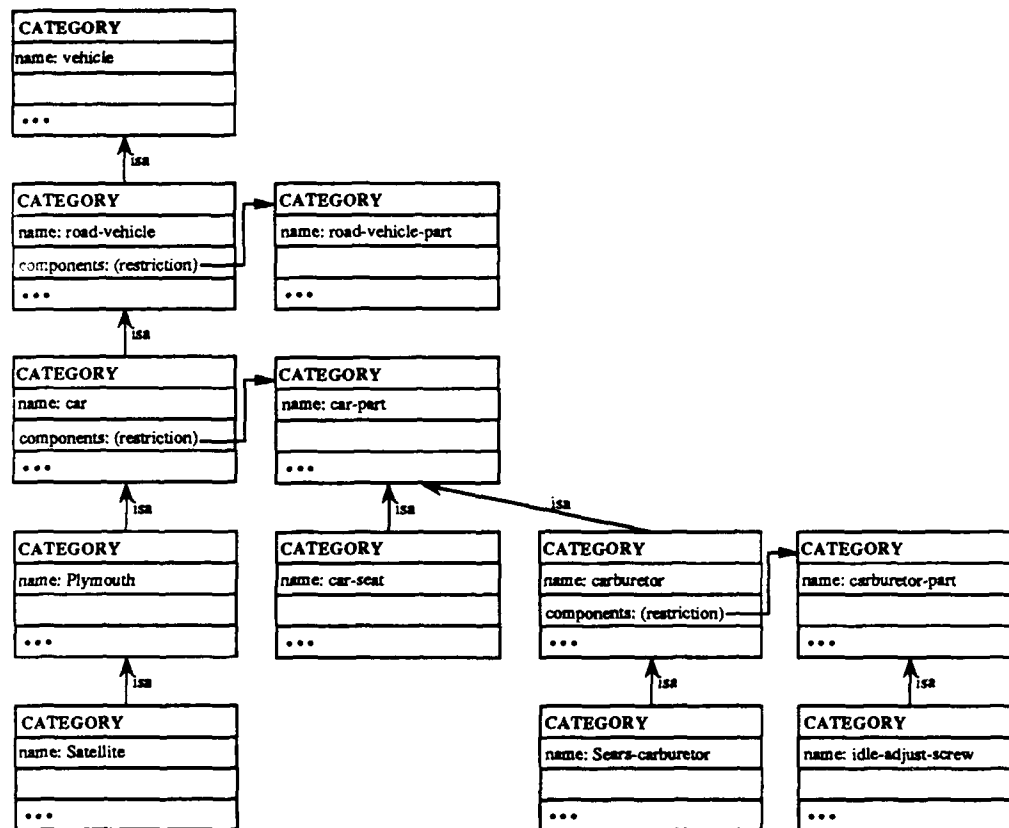 CATEGORY
name: vehicle
•••
isa
CATEGORY
name: road-vehicle
components: (restriction)
•••
CATEGORY
name: road-vehicle-part
•••
isa
CATEGORY
name: car
components: (restriction)
•••
CATEGORY
name: car-part
•••
isa
isa
isa
CATEGORY
name: Plymouth
•••
CATEGORY
name: car-seat
•••
CATEGORY
name: carburetor
components: (restriction)
•••
CATEGORY
name: carburetor-part
•••
isa
isa
isa
CATEGORY
name: Satellite
•••
CATEGORY
name: Sears-carburetor
•••
CATEGORY
name: idle-adjust-screw
•••